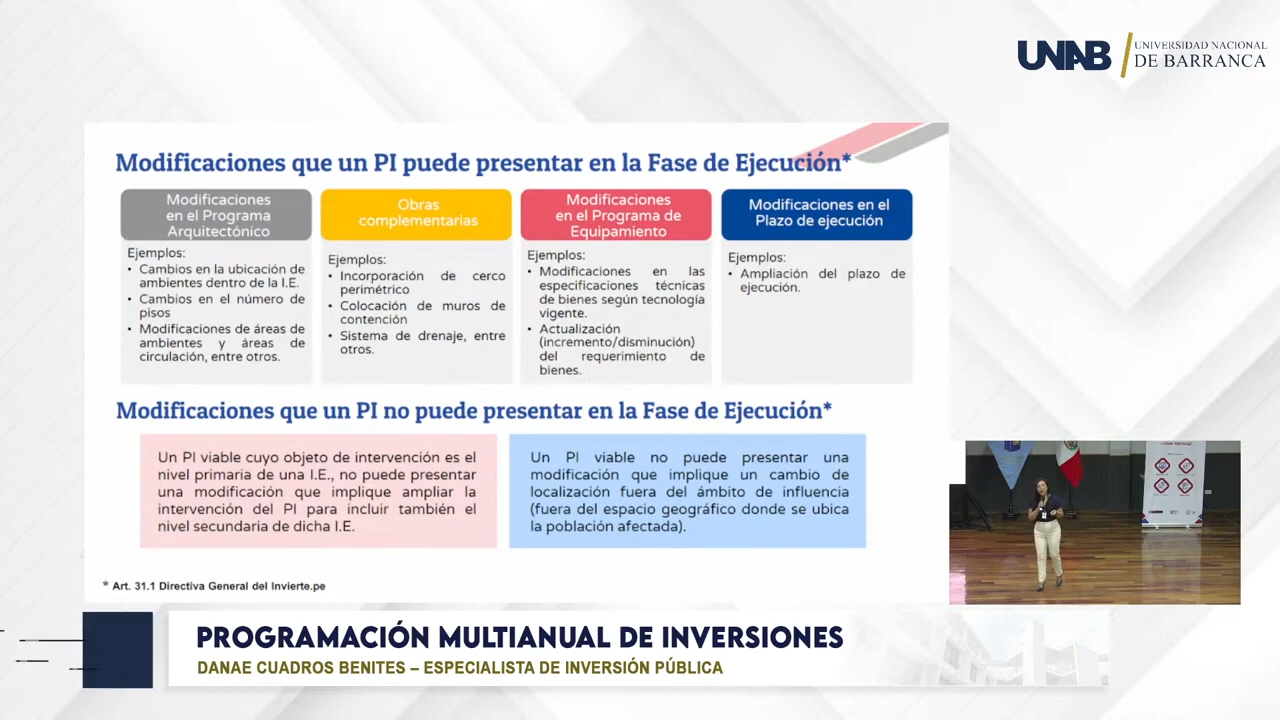 UNAB
UNIVERSIDAD NACIONAL
DE BARRANCA
Modificaciones que un PI puede presentar en la Fase de Ejecución*
Modificaciones
en el Programa
Arquitectónico
Ejemplos:
• Cambios en la ubicación de
ambientes dentro de la I.E.
• Cambios en el número de
pisos
• Modificaciones de áreas de
ambientes y áreas de
circulación, entre otros.
Obras
complementarias
Ejemplos:
• Incorporación de cerco
perimétrico
• Colocación de muros de
contención
• Sistema de drenaje, entre
otros.
Modificaciones
en el Programa de
Equipamiento
Ejemplos:
• Modificaciones en las
especificaciones técnicas
de bienes según tecnología
vigente.
• Actualización
(incremento/disminución)
del requerimiento de
bienes.
Modificaciones en el
Plazo de ejecución
Ejemplos:
• Ampliación del plazo de
ejecución.
Modificaciones que un PI no puede presentar en la Fase de Ejecución*
Un PI viable cuyo objeto de intervención es el
nivel primaria de una I.E., no puede presentar
una modificación que implique ampliar la
intervención del PI para incluir también el
nivel secundaria de dicha I.E.
Un PI viable no puede presentar una
modificación que implique un cambio de
localización fuera del ámbito de influencia
(fuera del espacio geográfico donde se ubica
la población afectada).
* Art. 31.1 Directiva General del Invierte.pe
PROGRAMACIÓN MULTIANUAL DE INVERSIONES
DANAE CUADROS BENITES – ESPECIALISTA DE INVERSIÓN PÚBLICA